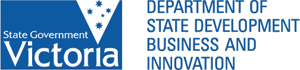 State Government
Victoria
DEPARTMENT OF
STATE DEVELOPMENT
BUSINESS AND
INNOVATION